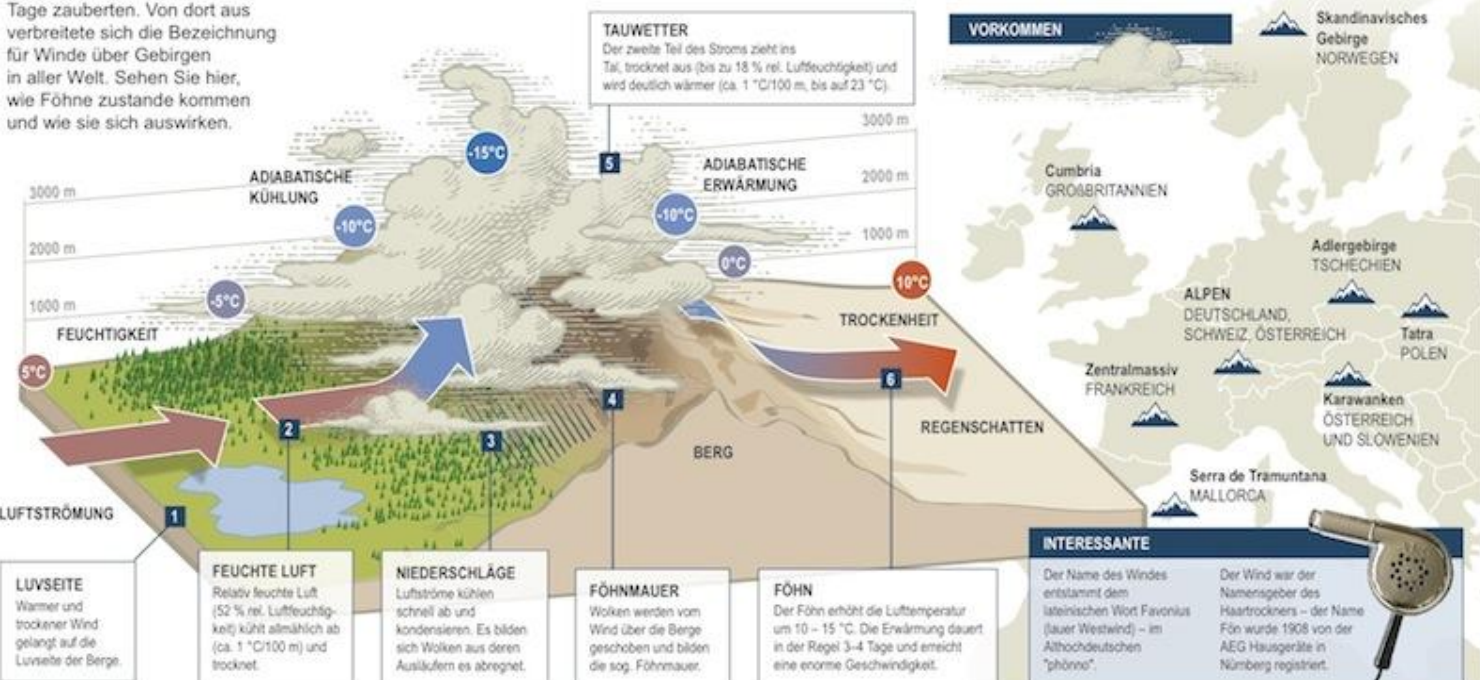 Tage zauberten. Von dort aus
verbreitete sich die Bezeichnung
für Winde über Gebirgen
in aller Welt. Sehen Sie hier,
wie Föhne zustande kommen
und wie sie sich auswirken.
TAUWETTER
Der zweite Teil des Stroms zieht ins
Tal, trocknet aus (bis zu 18 % rel. Luftfeuchtigkeit) und
wird deutlich wärmer (ca. 1 °C/100 m, bis auf 23 °C).
5
ADIABATISCHE
KÜHLUNG
ADIABATISCHE
ERWÄRMUNG
3000 m
2000 m
1000 m
3000 m
2000 m
1000 m
5°C
-5°C
-10°C
-15°C
-10°C
0°C
10°C
FEUCHTIGKEIT
TROCKENHEIT
REGENSCHATTEN
BERG
LUFTSTRÖMUNG
1
2
3
4
6
LUVSEITE
Warmer und
trockener Wind
gelangt auf die
Luvseite der Berge.
FEUCHTE LUFT
Relativ feuchte Luft
(52 % rel. Luftfeuchtig-
keit) kühlt allmählich ab
(ca. 1 °C/100 m) und
trocknet.
NIEDERSCHLÄGE
Luftströme kühlen
schnell ab und
kondensieren. Es bilden
sich Wolken aus deren
Ausläufern es abregnet.
FÖHNMAUER
Wolken werden vom
Wind über die Berge
geschoben und bilden
die sog. Föhnmauer.
FÖHN
Der Föhn erhöht die Lufttemperatur
um 10 – 15 °C. Die Erwärmung dauert
in der Regel 3–4 Tage und erreicht
eine enorme Geschwindigkeit.
VORKOMMEN
Skandinavisches
Gebirge
NORWEGEN
Cumbria
GROßBRITANNIEN
Adlergebirge
TSCHECHIEN
ALPEN
DEUTSCHLAND,
SCHWEIZ, ÖSTERREICH
Tatra
POLEN
Zentralmassiv
FRANKREICH
Karawanken
ÖSTERREICH
UND SLOWENIEN
Serra de Tramuntana
MALLORCA
INTERESSANTE
Der Name des Windes
entstammt dem
lateinischen Wort Favonius
(lauer Westwind) – im
Althochdeutschen
"phönno".
Der Wind war der
Namensgeber des
Haartrockners – der Name
Fön wurde 1908 von der
AEG Hausgeräte in
Nürnberg registriert.